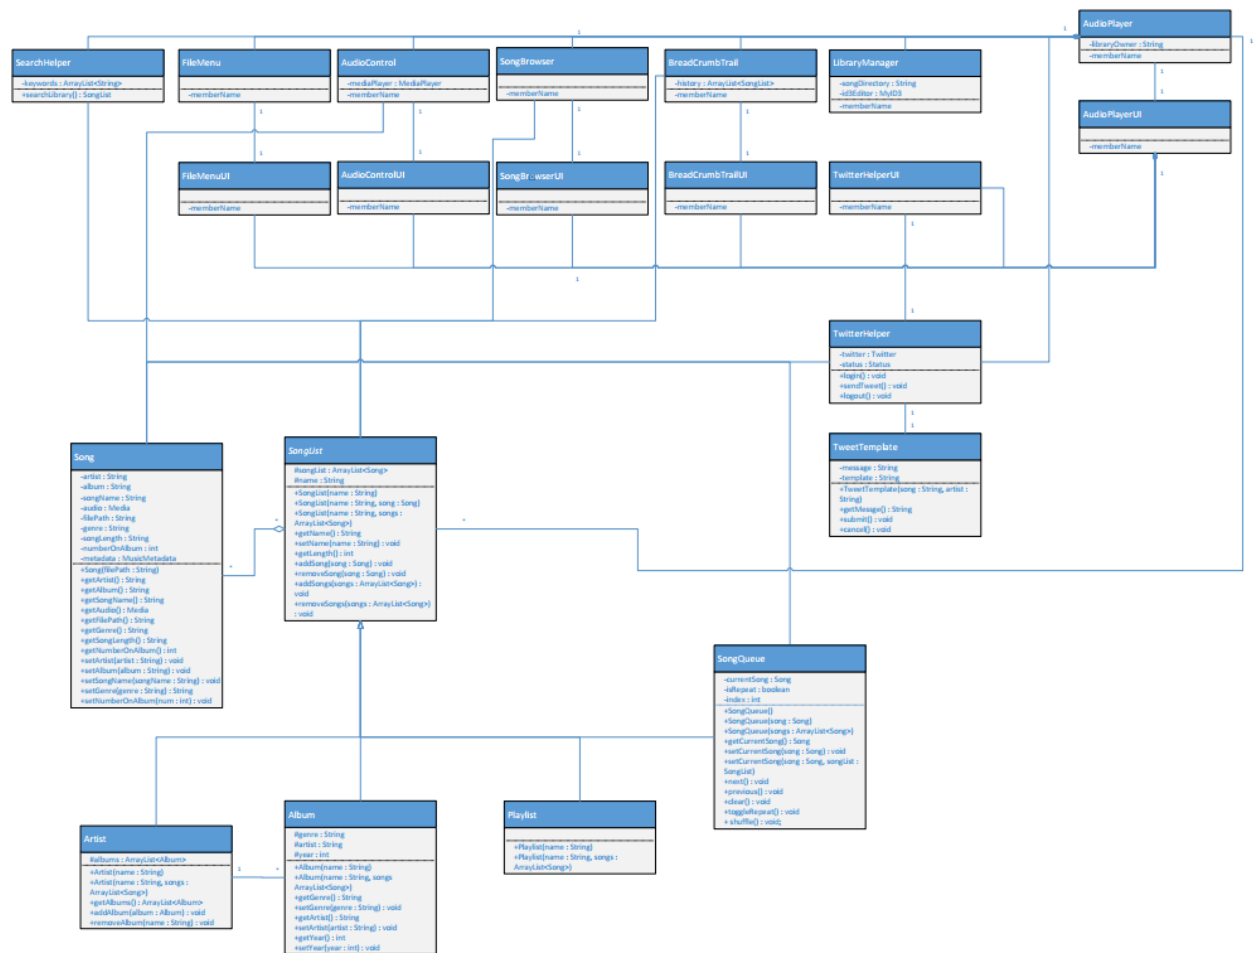 AudioPlayer
-libraryOwner : String
-memberName
SearchHelper
-keywords : ArrayList<String>
+searchLibrary() : SongList
FileMenu
-memberName
AudioControl
-mediaPlayer : MediaPlayer
-memberName
SongBrowser
-memberName
BreadCrumbTrail
-history : ArrayList<SongList>
-memberName
LibraryManager
-songDirectory : String
-id3Editor : MyID3
-memberName
AudioPlayerUI
-memberName
FileMenuUI
-memberName
AudioControlUI
-memberName
SongBrowserUI
-memberName
BreadCrumbTrailUI
-memberName
TwitterHelperUI
-memberName
TwitterHelper
-twitter : Twitter
-status : Status
+login() : void
+sendTweet() : void
+logout() : void
TweetTemplate
-message : String
-template : String
+TweetTemplate(song : String, artist :
String)
+getMesage() : String
+submit() : void
+cancel() : void
Song
-artist : String
-album : String
-songName : String
-audio : Media
-filePath : String
-genre : String
-songLength : String
-numberOnAlbum : int
-metadata : MusicMetadata
+Song(filePath : String)
+getArtist() : String
+getAlbum() : String
+getSongName() : String
+getAudio() : Media
+getFilePath() : String
+getGenre() : String
+getSongLength() : String
+getNumberOnAlbum() : int
+setArtist(artist : String) : void
+setAlbum(album : String) : void
+setSongName(songName : String) : void
+setGenre(genre : String) : String
+setNumberOnAlbum(num : int) : void
SongList
#songList : ArrayList<Song>
#name : String
+SongList(name : String)
+SongList(name : String, song : Song)
+SongList(name : String, songs :
ArrayList<Song>)
+getName() : String
+setName(name : String) : void
+getLength() : int
+addSong(song : Song) : void
+removeSong(song : Song) : void
+addSongs(songs : ArrayList<Song>) :
void
+removeSongs(songs : ArrayList<Song>)
: void
SongQueue
-currentSong : Song
-isRepeat : boolean
-index : int
+SongQueue()
+SongQueue(song : Song)
+SongQueue(songs : ArrayList<Song>)
+getCurrentSong() : Song
+setCurrentSong(song : Song) : void
+setCurrentSong(song : Song, songList :
SongList)
+next() : void
+previous() : void
+clear() : void
+toggleRepeat() : void
+ shuffle() : void;
Artist
#albums : ArrayList<Album>
+Artist(name : String)
+Artist(name : String, songs :
ArrayList<Song>)
+getAlbums() : ArrayList<Album>
+addAlbum(album : Album) : void
+removeAlbum(name : String) : void
Album
#genre : String
#artist : String
#year : int
+Album(name : String)
+Album(name : String, songs
ArrayList<Song>)
+getGenre() : String
+setGenre(genre : String) : void
+getArtist() : String
+setArtist(artist : String) : void
+getYear() : int
+setYear(year : int) : void
Playlist
+Playlist(name : String)
+Playlist(name : String, songs :
ArrayList<Song>)